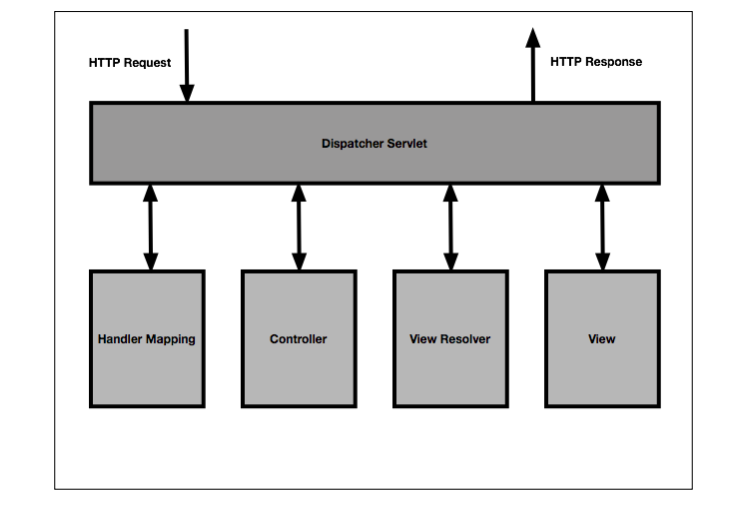 HTTP Request
HTTP Response
Dispatcher Servlet
Handler Mapping
Controller
View Resolver
View